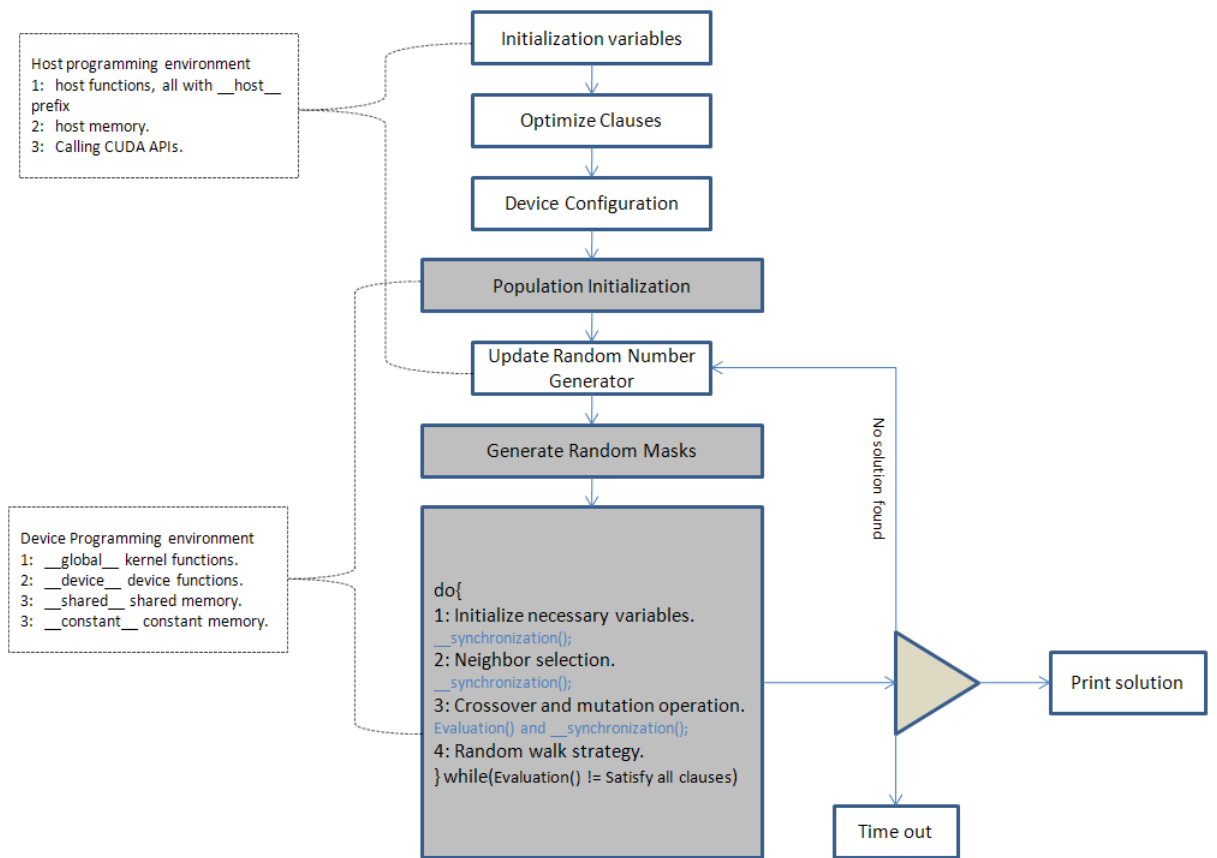 Initialization variables
Host programming environment
1: host functions, all with __host__
prefix
2: host memory.
3: Calling CUDA APIs.
Optimize Clauses
Device Configuration
Population Initialization
Update Random Number
Generator
Generate Random Masks
No solution found
Device Programming environment
1: __global__ kernel functions.
2: __device__ device functions.
3: __shared__ shared memory.
3: __constant__ constant memory.
do{
1: Initialize necessary variables.
__synchronization();
2: Neighbor selection.
__synchronization();
3: Crossover and mutation operation.
Evaluation() and __synchronization();
4: Random walk strategy.
} while(Evaluation() != Satisfy all clauses)
Print solution
Time out